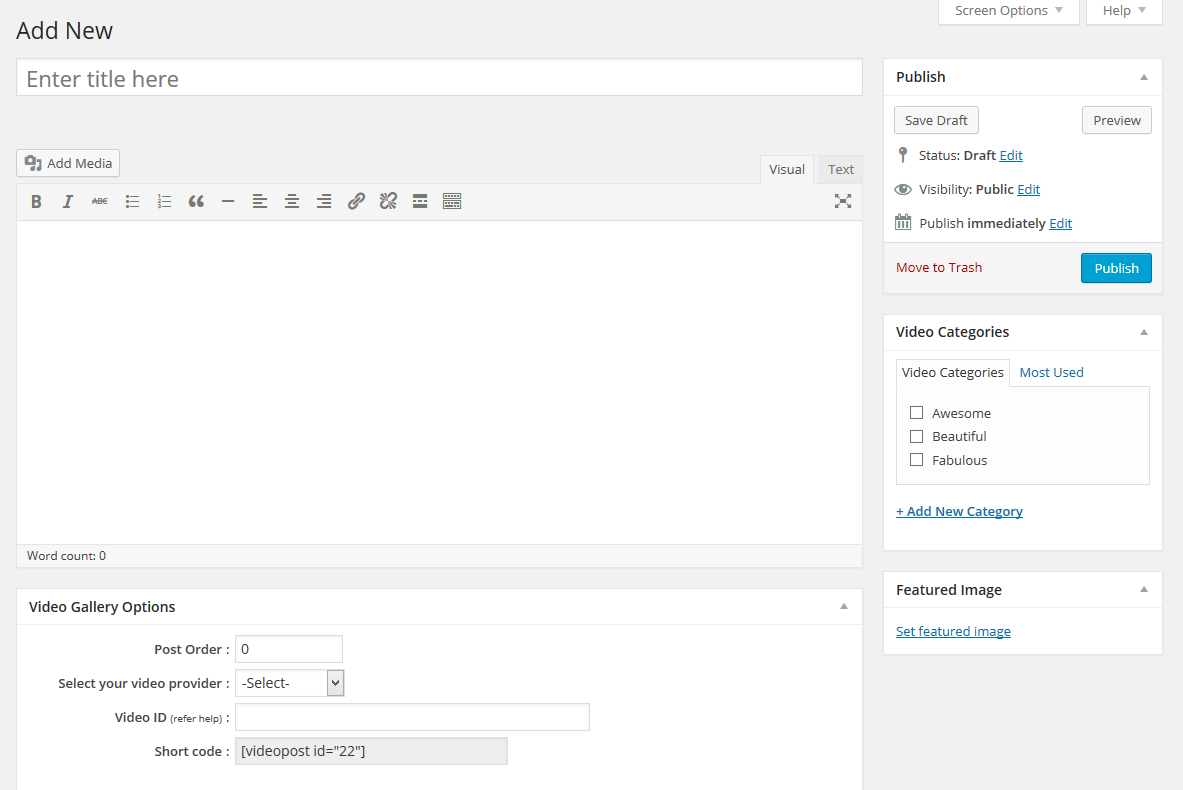 Screen Options
Help
Add New
Enter title here
Add Media
Visual
Text
B I ABC
Word count: 0
Video Gallery Options
Post Order : 0
Select your video provider : -Select-
Video ID (refer help) :
Short code : [videopost id="22"]
Publish
Save Draft
Preview
Status: Draft Edit
Visibility: Public Edit
Publish immediately Edit
Move to Trash
Publish
Video Categories
Video Categories
Most Used
Awesome
Beautiful
Fabulous
+ Add New Category
Featured Image
Set featured image